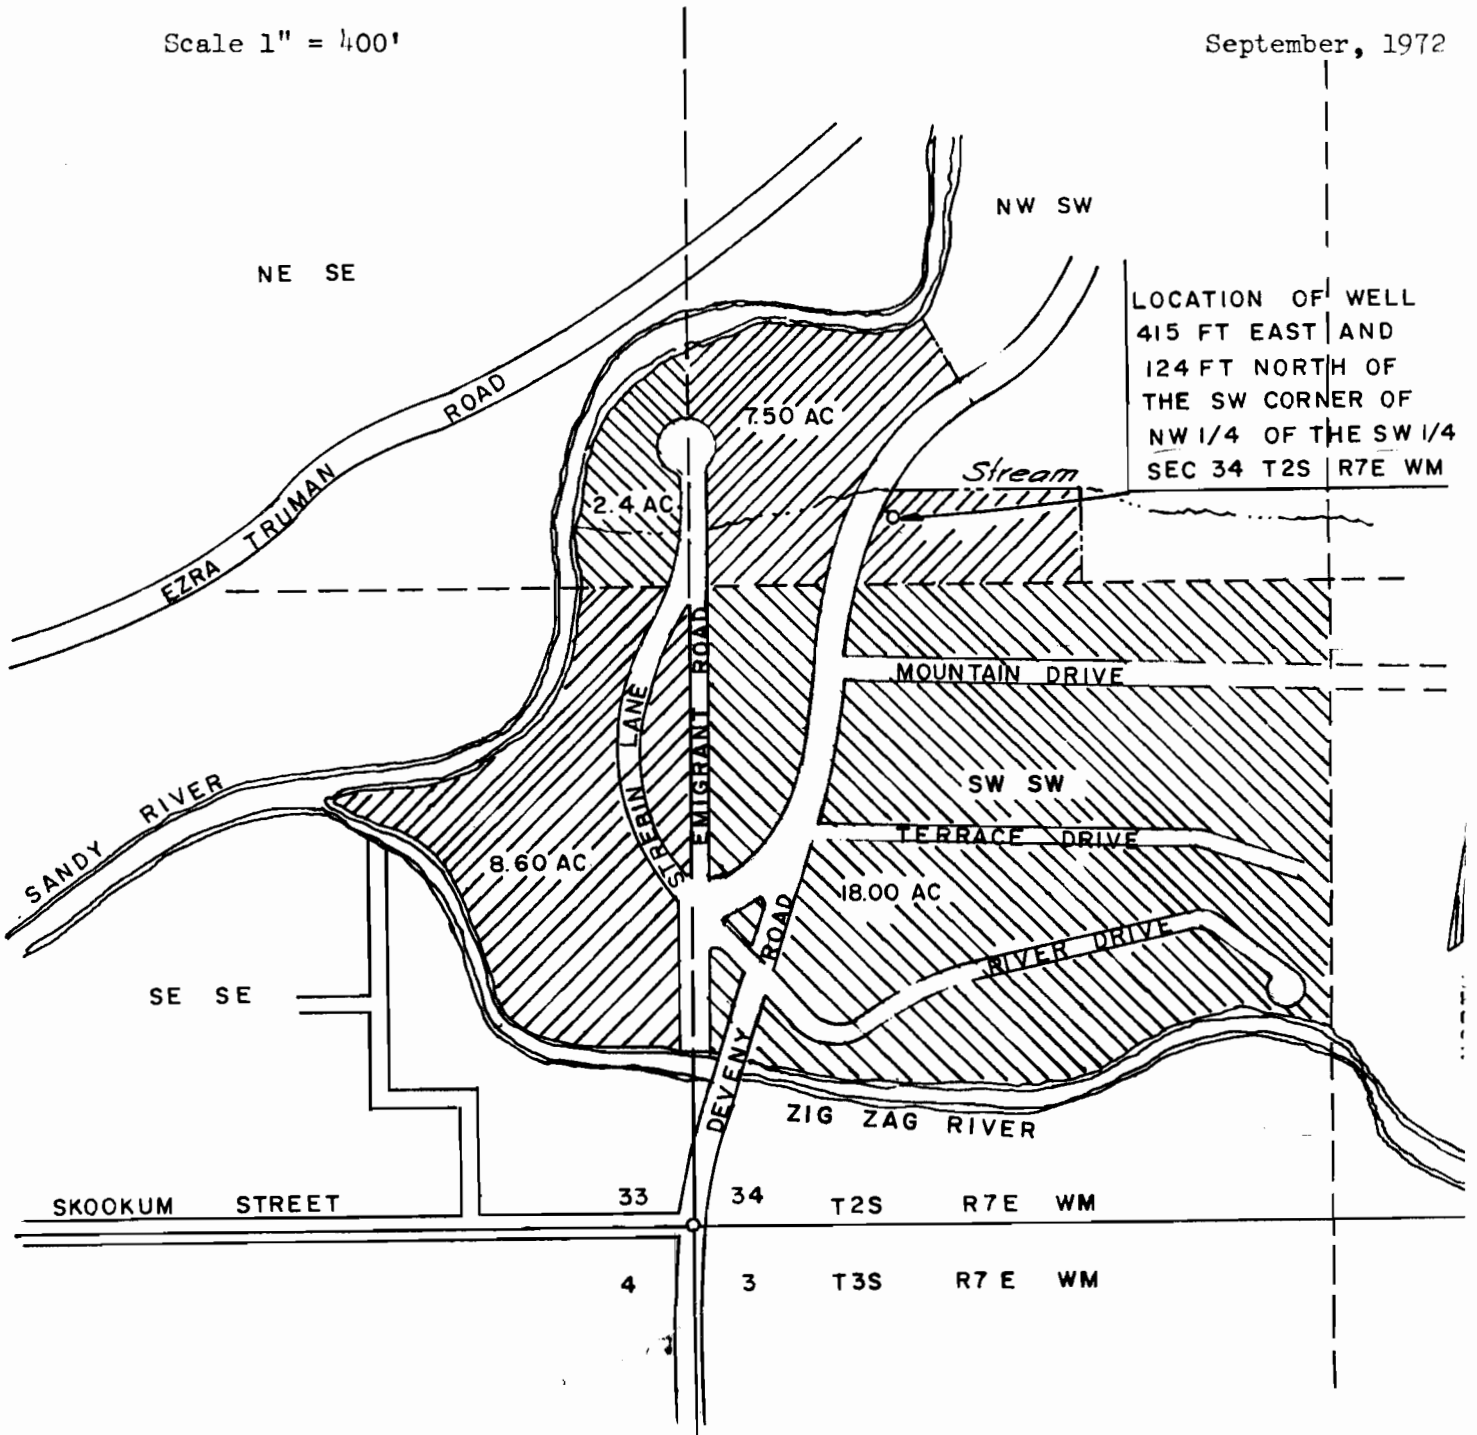 Scale 1" = 400'
September, 1972
NW SW
NE SE
LOCATION OF WELL
415 FT EAST AND
124 FT NORTH OF
THE SW CORNER OF
NW 1/4 OF THE SW 1/4
SEC 34 T2S R7E WM
EZRA TRUMAN ROAD
7.50 AC
Stream
2.4 AC
MOUNTAIN DRIVE
STREBIN LANE
EMIGRANT ROAD
SW SW
SANDY RIVER
TERRACE DRIVE
8.60 AC
18.00 AC
RIVER DRIVE
SE SE
DEVENY ROAD
ZIG ZAG RIVER
SKOOKUM STREET
33 34 T2S R7E WM
4 3 T3S R7E WM